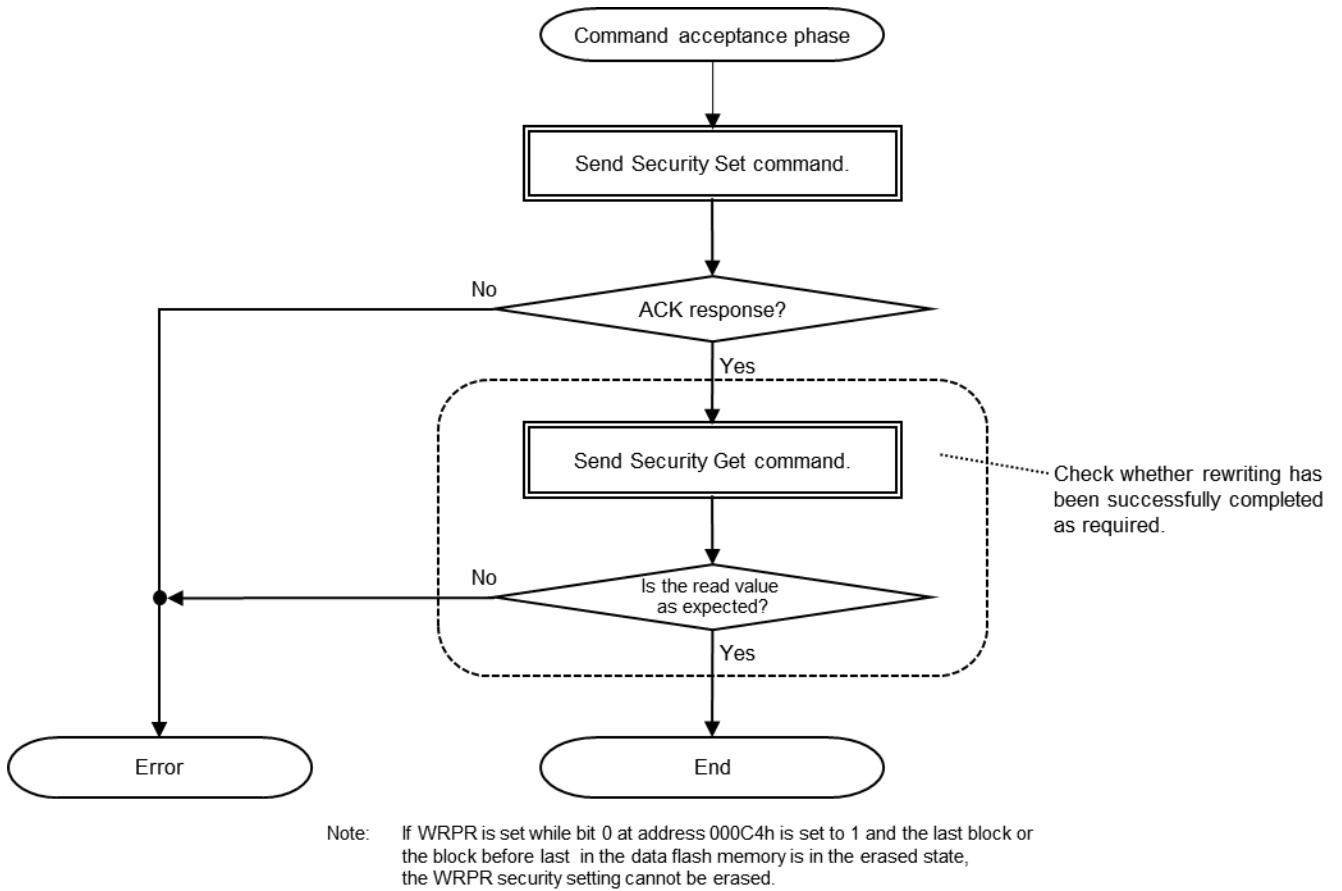 Command acceptance phase
Send Security Set command.
No
ACK response?
Yes
Send Security Get command.
Check whether rewriting has
been successfully completed
as required.
No
Is the read value
as expected?
Yes
Error
End
Note: If WRPR is set while bit 0 at address 000C4h is set to 1 and the last block or
the block before last in the data flash memory is in the erased state,
the WRPR security setting cannot be erased.